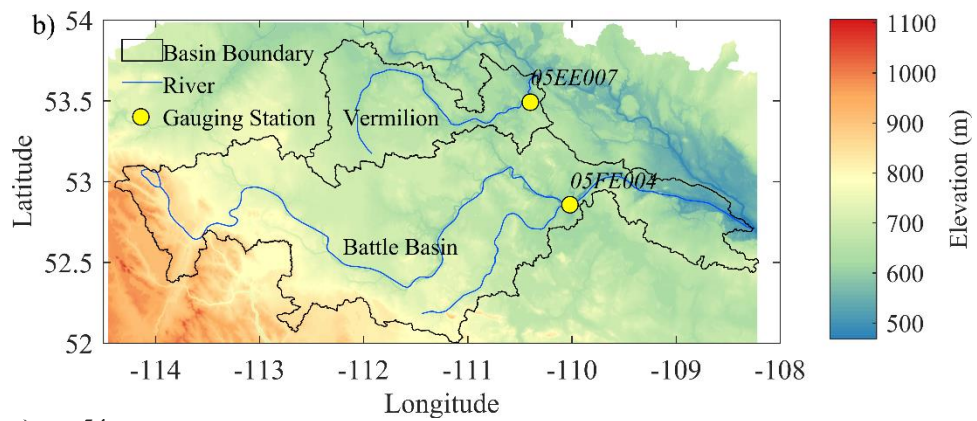 b)
54
53.5
53
52.5
52
Latitude
Basin Boundary
River
Gauging Station
05EE007
Vermilion
05FE004
Battle Basin
-114
-113
-112
-111
-110
-109
-108
Longitude
1100
1000
900
800
700
600
500
Elevation (m)